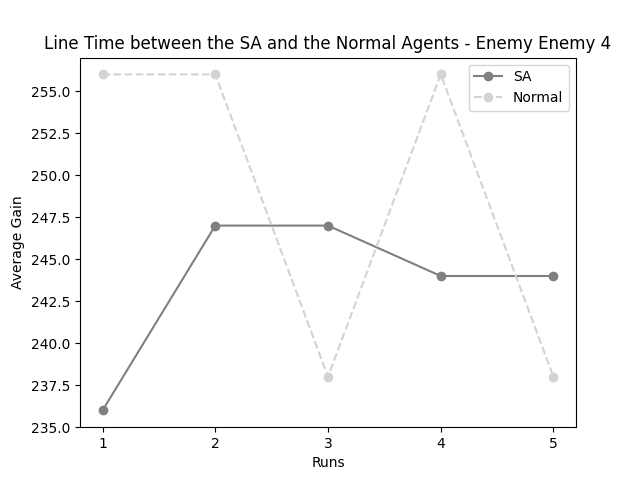 Line Time between the SA and the Normal Agents - Enemy Enemy 4
SA
Normal
255.0
252.5
250.0
247.5
245.0
242.5
240.0
237.5
235.0
Average Gain
1 2 3 4 5
Runs